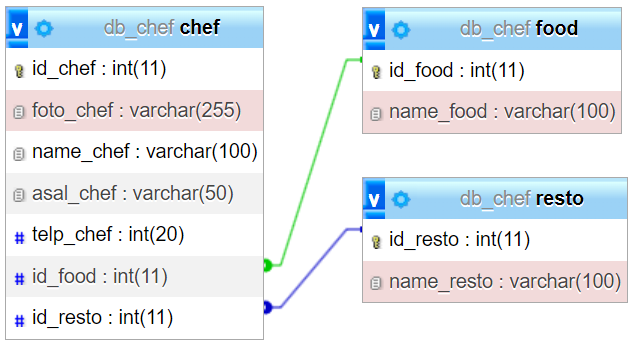 v db_chef chef
id_chef : int(11)
foto_chef : varchar(255)
name_chef : varchar(100)
asal_chef : varchar(50)
# telp_chef : int(20)
# id_food : int(11)
# id_resto : int(11)
v db_chef food
id_food : int(11)
name_food : varchar(100)
v db_chef resto
id_resto : int(11)
name_resto : varchar(100)